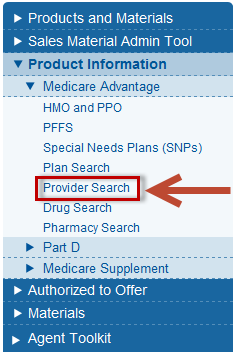 Products and Materials
Sales Material Admin Tool
Product Information
Medicare Advantage
HMO and PPO
PFFS
Special Needs Plans (SNPs)
Plan Search
Provider Search
Drug Search
Pharmacy Search
Part D
Medicare Supplement
Authorized to Offer
Materials
Agent Toolkit